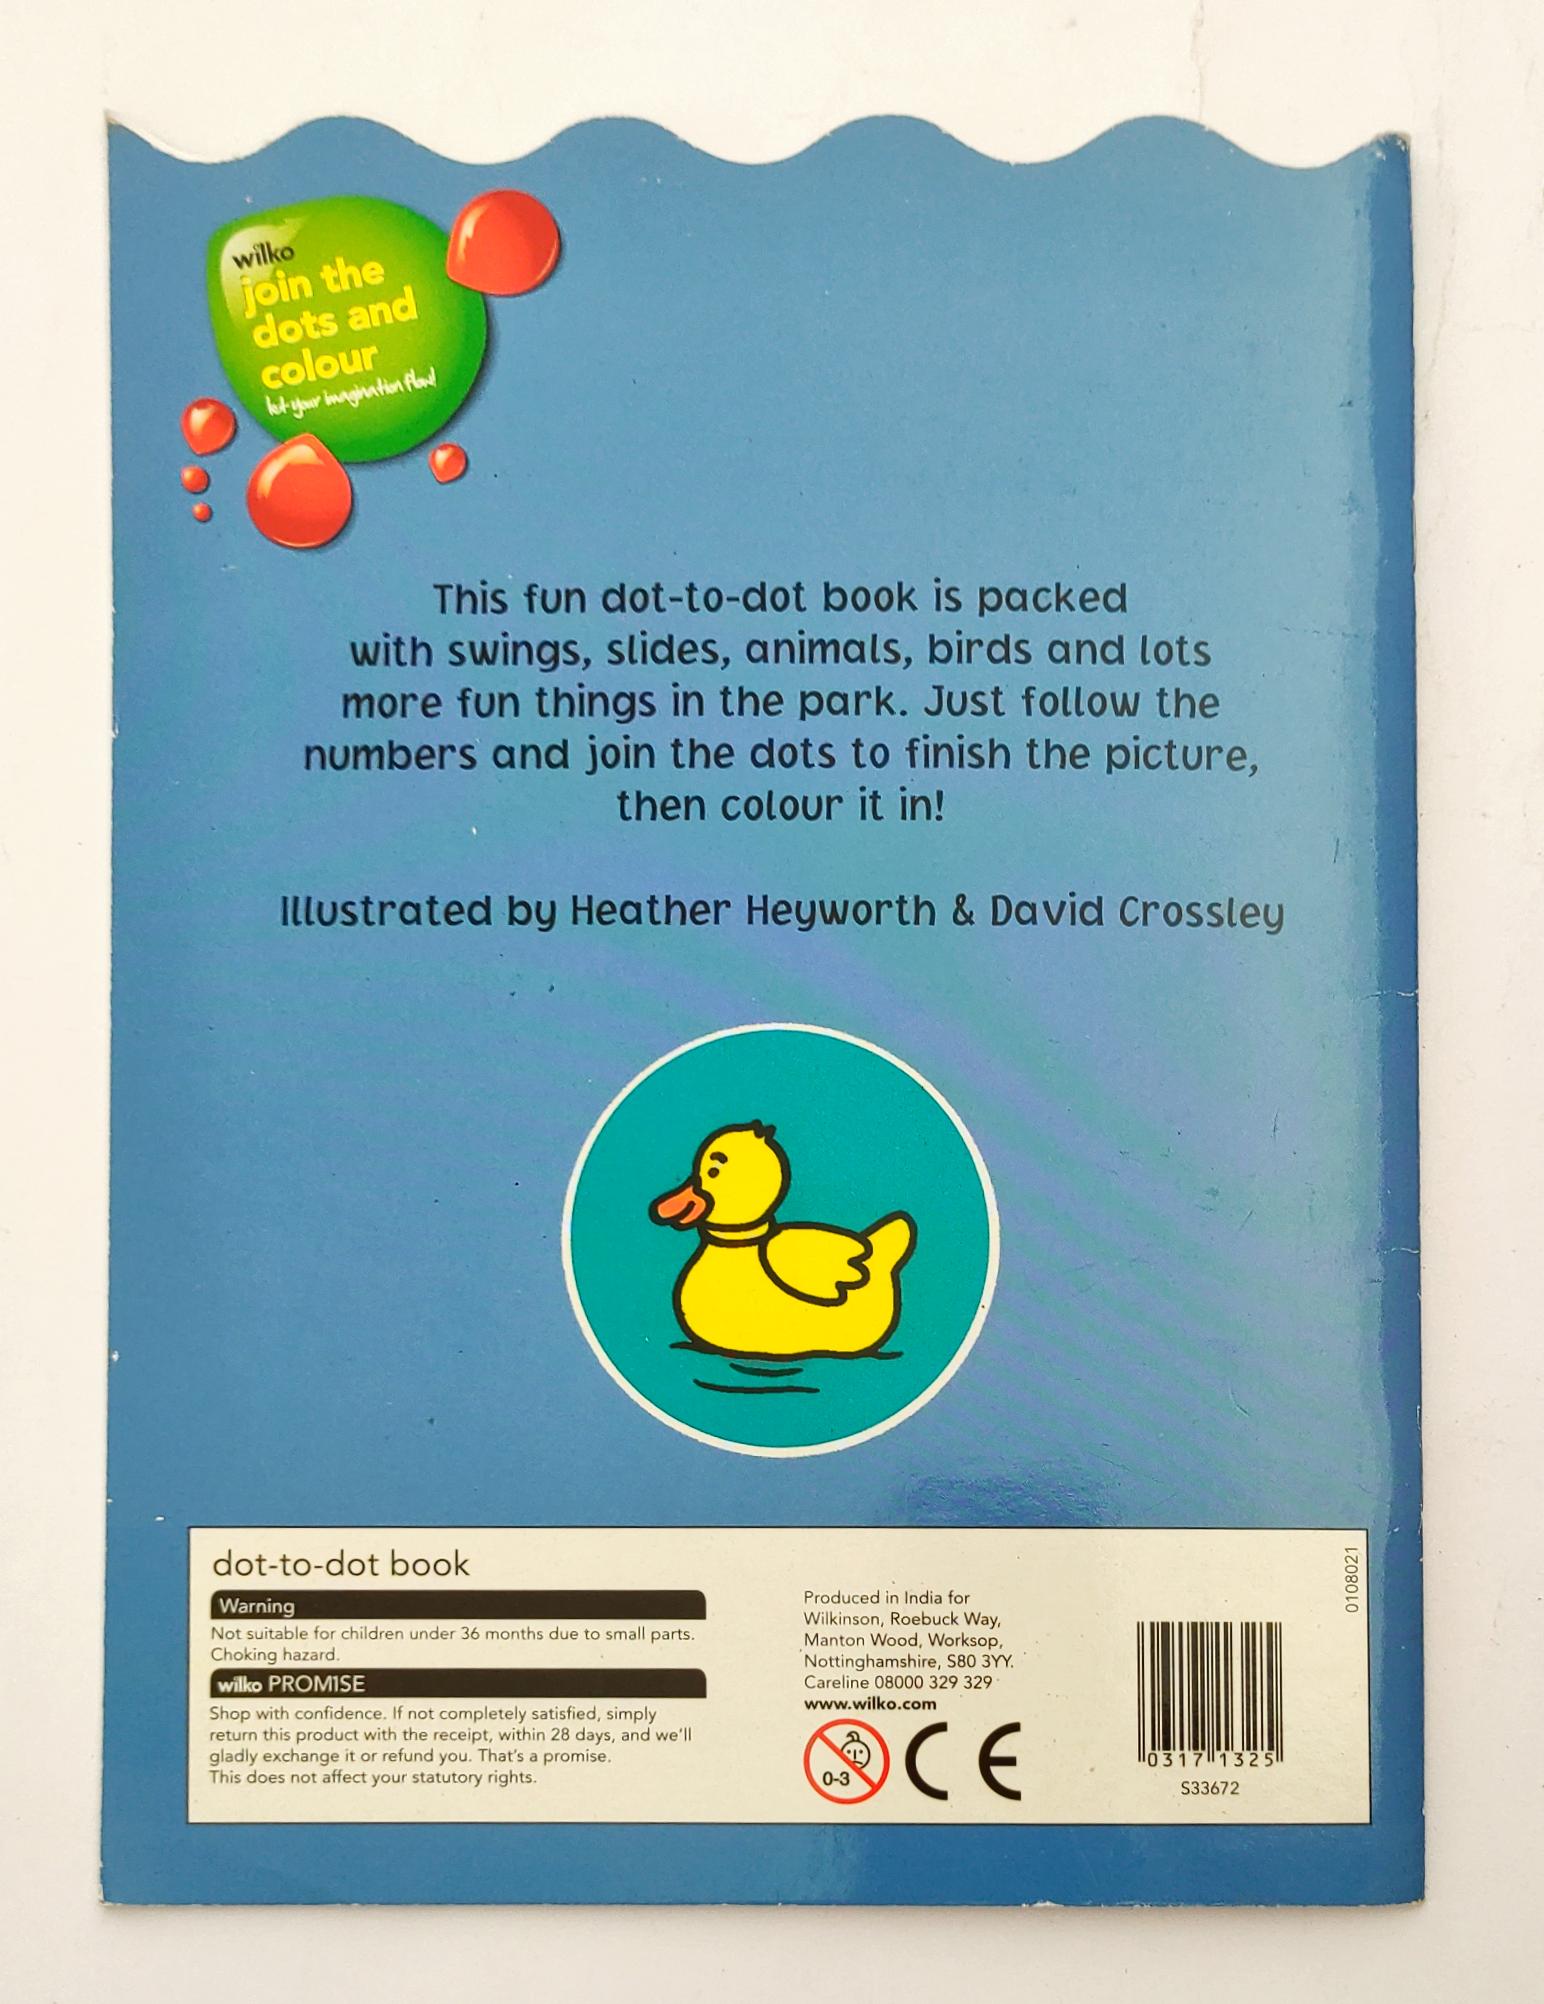 wilko
join the
dots and
colour
let your imagination flow!
This fun dot-to-dot book is packed
with swings, slides, animals, birds and lots
more fun things in the park. Just follow the
numbers and join the dots to finish the picture,
then colour it in!
Illustrated by Heather Heyworth & David Crossley
dot-to-dot book
Warning
Not suitable for children under 36 months due to small parts.
Choking hazard.
wilko PROMISE
Shop with confidence. If not completely satisfied, simply
return this product with the receipt, within 28 days, and we'll
gladly exchange it or refund you. That's a promise.
This does not affect your statutory rights.
Produced in India for
Wilkinson, Roebuck Way,
Manton Wood, Worksop,
Nottinghamshire, S80 3YY.
Careline 08000 329 329
www.wilko.com
0-3
CE
0317 1325
S33672
0108021